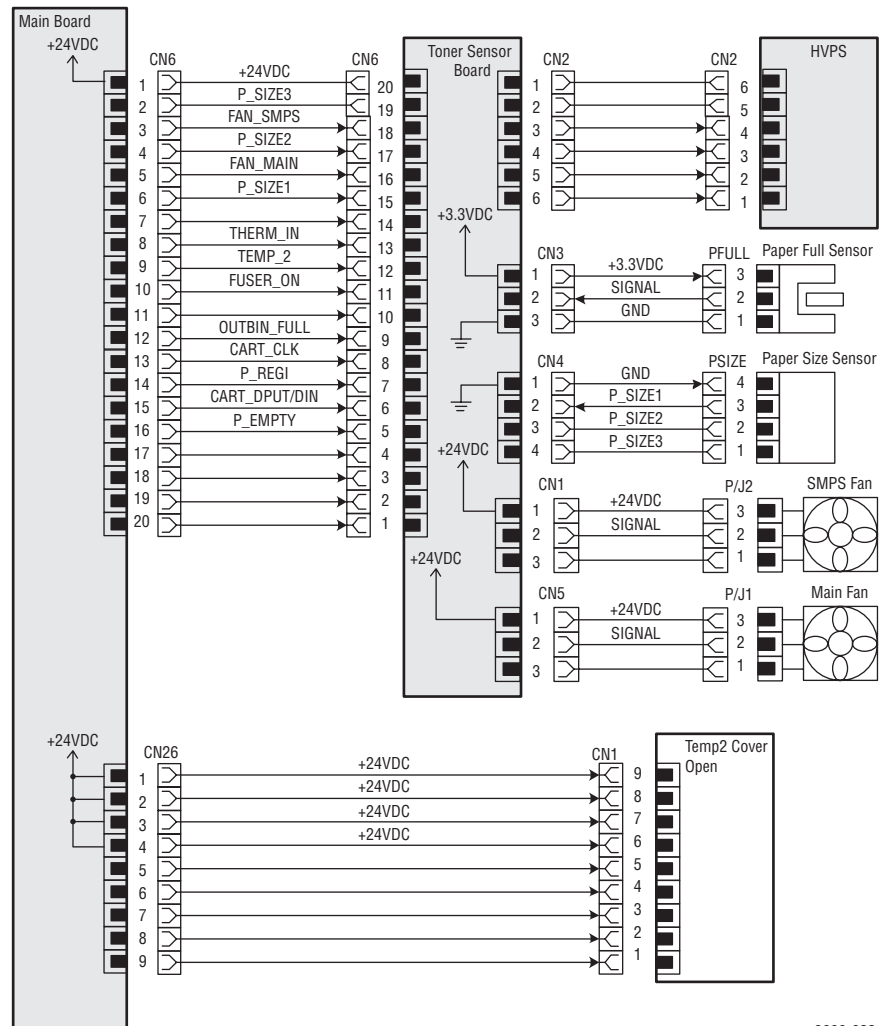 Main Board
+24VDC
CN6
CN6
1 +24VDC 20
2 P_SIZE3 19
3 FAN_SMPS 18
4 P_SIZE2 17
5 FAN_MAIN 16
6 P_SIZE1 15
7 14
8 THERM_IN 13
9 TEMP_2 12
10 FUSER_ON 11
11 10
12 OUTBIN_FULL 9
13 CART_CLK 8
14 P_REGI 7
15 CART_DPUT/DIN 6
16 P_EMPTY 5
17 4
18 3
19 2
20 1
Toner Sensor
Board
CN2
CN2
HVPS
1 6
2 5
3 4
4 3
5 2
6 1
+3.3VDC
CN3
PFULL
Paper Full Sensor
1 +3.3VDC 3
2 SIGNAL 2
3 GND 1
CN4
PSIZE
Paper Size Sensor
1 GND 4
2 P_SIZE1 3
3 P_SIZE2 2
4 P_SIZE3 1
+24VDC
CN1
P/J2
SMPS Fan
1 +24VDC 3
2 SIGNAL 2
3 1
+24VDC
CN5
P/J1
Main Fan
1 +24VDC 3
2 SIGNAL 2
3 1
+24VDC
CN26
CN1
Temp2 Cover
Open
1 +24VDC 9
2 +24VDC 8
3 +24VDC 7
4 +24VDC 6
5 5
6 4
7 3
8 2
9 1